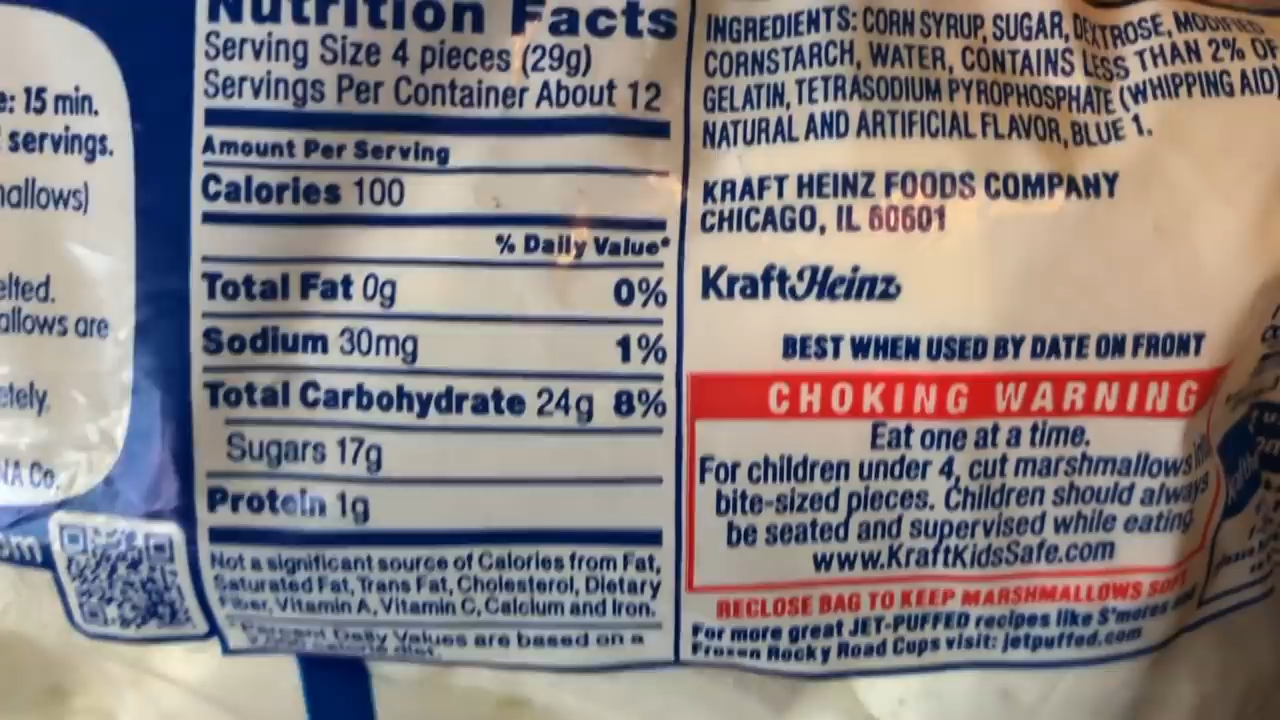 e: 15 min.
servings.
allows)
elted.
allows are
etely.
NA Co.
om
Nutrition Facts
Serving Size 4 pieces (29g)
Servings Per Container About 12
Amount Per Serving
Calories 100
% Daily Value*
Total Fat 0g 0%
Sodium 30mg 1%
Total Carbohydrate 24g 8%
Sugars 17g
Protein 1g
Not a significant source of Calories from Fat,
Saturated Fat, Trans Fat, Cholesterol, Dietary
Fiber, Vitamin A, Vitamin C, Calcium and Iron.
*Percent Daily Values are based on a
calorie diet.
INGREDIENTS: CORN SYRUP, SUGAR, DEXTROSE, MODIFIED
CORNSTARCH, WATER, CONTAINS LESS THAN 2% OF
GELATIN, TETRASODIUM PYROPHOSPHATE (WHIPPING AID)
NATURAL AND ARTIFICIAL FLAVOR, BLUE 1.
KRAFT HEINZ FOODS COMPANY
CHICAGO, IL 60601
KraftHeinz
BEST WHEN USED BY DATE ON FRONT
CHOKING WARNING
Eat one at a time.
For children under 4, cut marshmallows
bite-sized pieces. Children should always
be seated and supervised while eating
www.KraftKidsSafe.com
RECLOSE BAG TO KEEP MARSHMALLOWS SOFT
For more great JET-PUFFED recipes like S'mores
Frozen Rocky Road Cups visit: jetpuffed.com